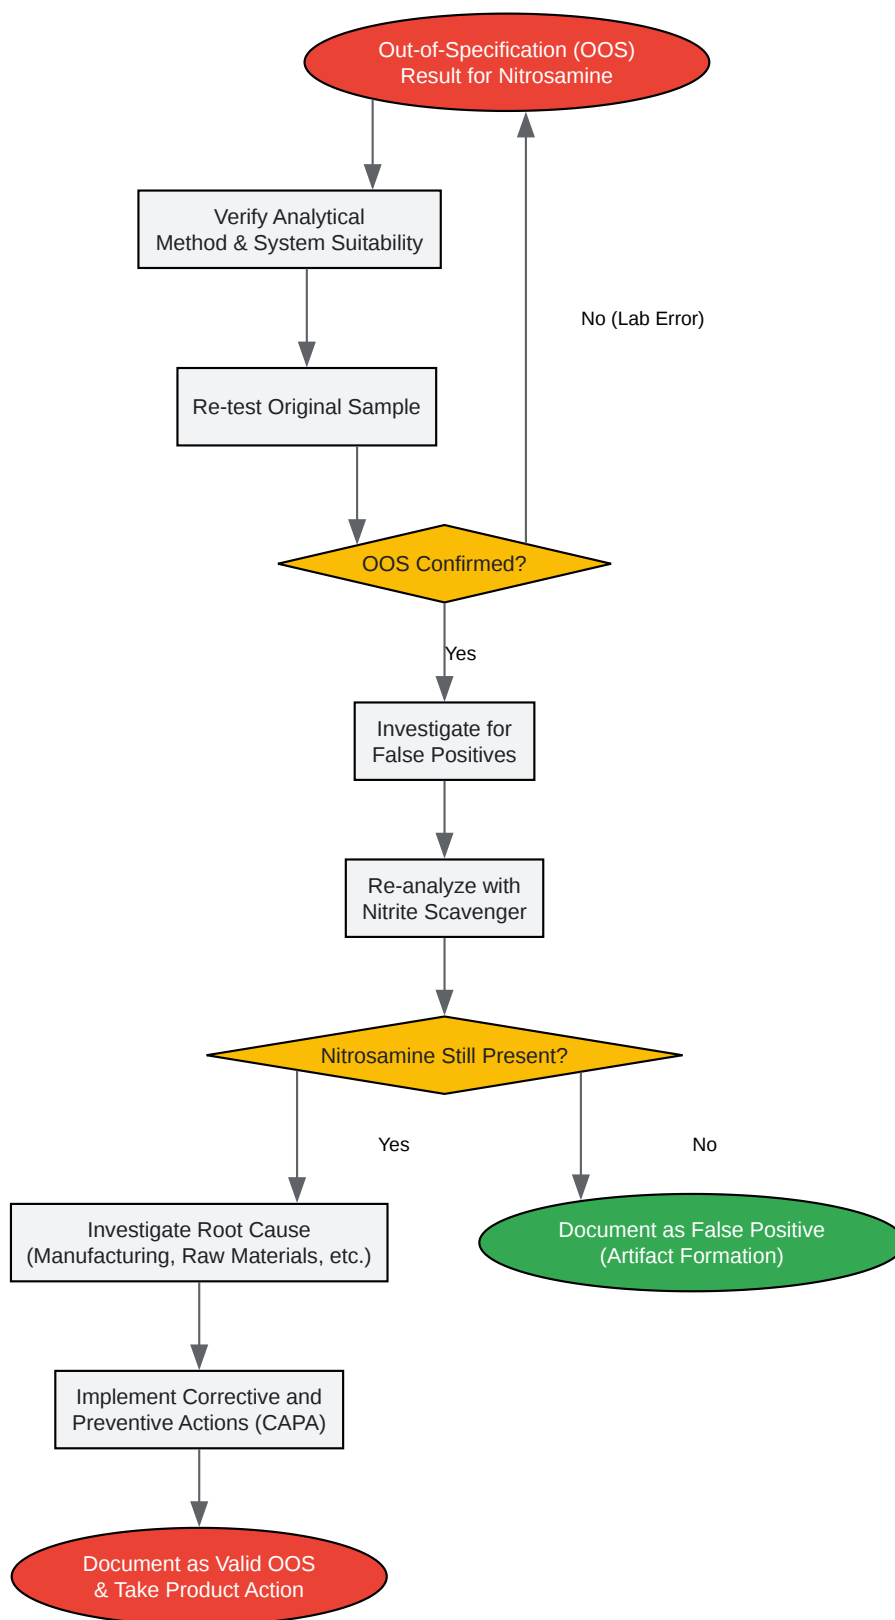 Out-of-Specification (OOS)
Result for Nitrosamine
Verify Analytical
Method & System Suitability
No (Lab Error)
Re-test Original Sample
OOS Confirmed?
Yes
Investigate for
False Positives
Re-analyze with
Nitrite Scavenger
Nitrosamine Still Present?
Yes
No
Investigate Root Cause
(Manufacturing, Raw Materials, etc.)
Document as False Positive
(Artifact Formation)
Implement Corrective and
Preventive Actions (CAPA)
Document as Valid OOS
& Take Product Action